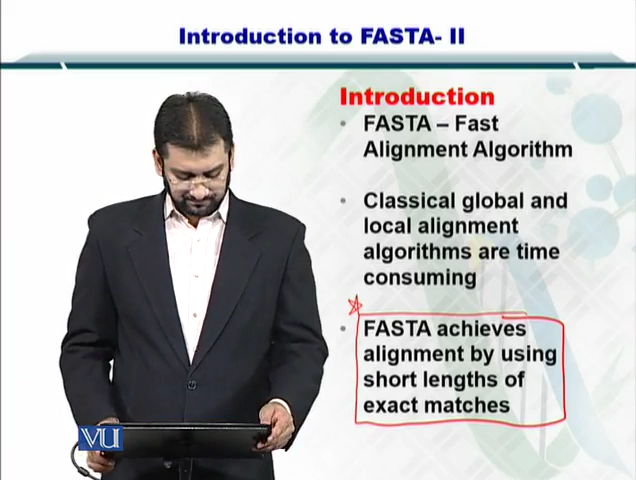 Introduction to FASTA- II
Introduction
• FASTA – Fast
Alignment Algorithm
• Classical global and
local alignment
algorithms are time
consuming
• FASTA achieves
alignment by using
short lengths of
exact matches
VU